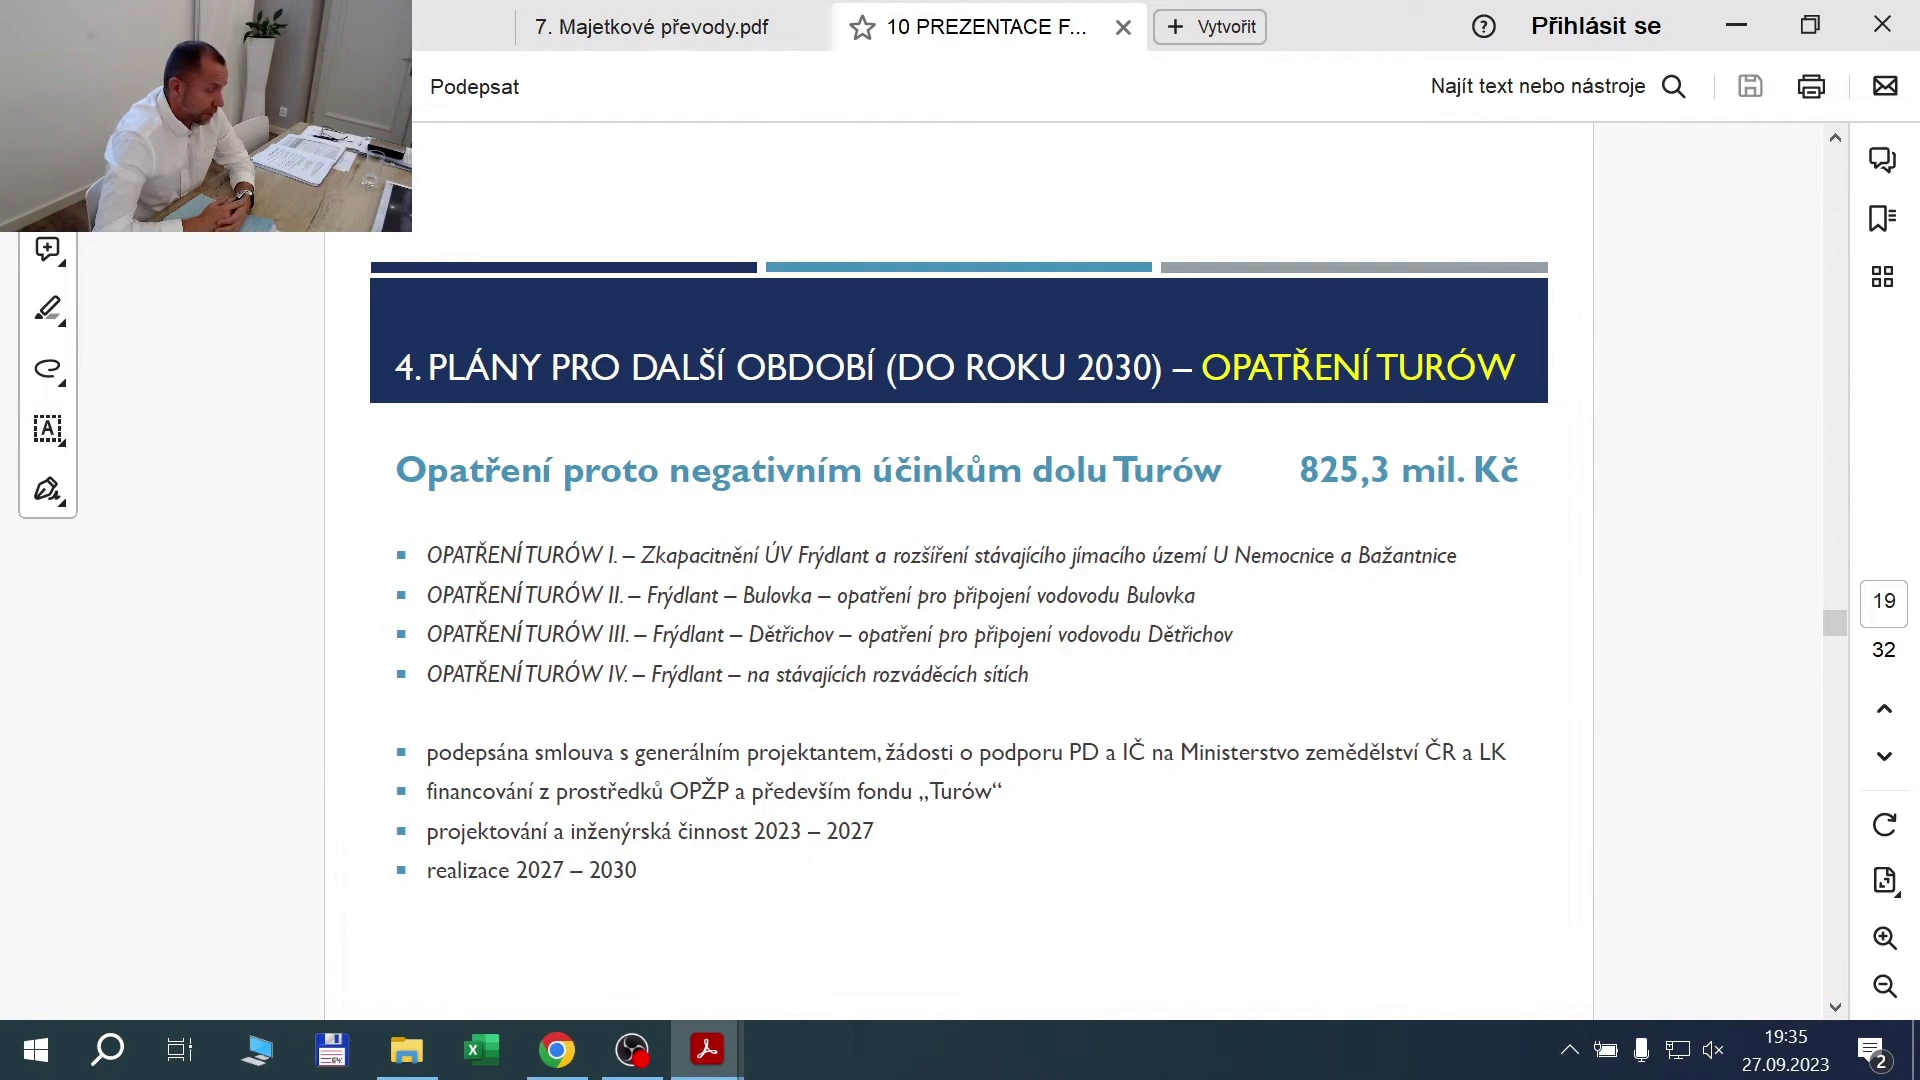 7. Majetkové převody.pdf
10 PREZENTACE F...
Vytvořit
Přihlásit se
Podepsat
Najít text nebo nástroje
4. PLÁNY PRO DALŠÍ OBDOBÍ (DO ROKU 2030) – OPATŘENÍ TURÓW
Opatření proto negativním účinkům dolu Turów 825,3 mil. Kč
OPATŘENÍ TURÓW I. – Zkapacitnění ÚV Frýdlant a rozšíření stávajícího jímacího území U Nemocnice a Bažantnice
OPATŘENÍ TURÓW II. – Frýdlant – Bulovka – opatření pro připojení vodovodu Bulovka
OPATŘENÍ TURÓW III. – Frýdlant – Dětřichov – opatření pro připojení vodovodu Dětřichov
OPATŘENÍ TURÓW IV. – Frýdlant – na stávajících rozváděcích sítích
podepsána smlouva s generálním projektantem, žádosti o podporu PD a IČ na Ministerstvo zemědělství ČR a LK
financování z prostředků OPŽP a především fondu „Turów“
projektování a inženýrská činnost 2023 – 2027
realizace 2027 – 2030
19
32
64
19:35
27.09.2023
2